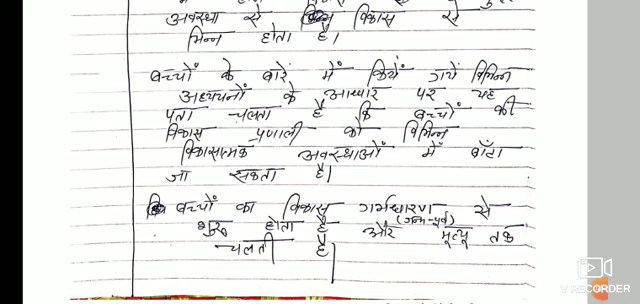 अवस्था से विकास से
भिन्न होता है।
बच्चों के बारें में कियें गयें विभिन्न
अध्ययनों के आधार पर यह
पता चलता है कि बच्चों की
विकास प्रणाली को विभिन्न
विकासात्मक अवस्थाओं में बाँटा
जा सकता है।
बच्चों का विकास गर्भधारण से
(जन्म-पूर्व)
शुरू होता है और मृत्यू तक
चलती है
V RECORDER